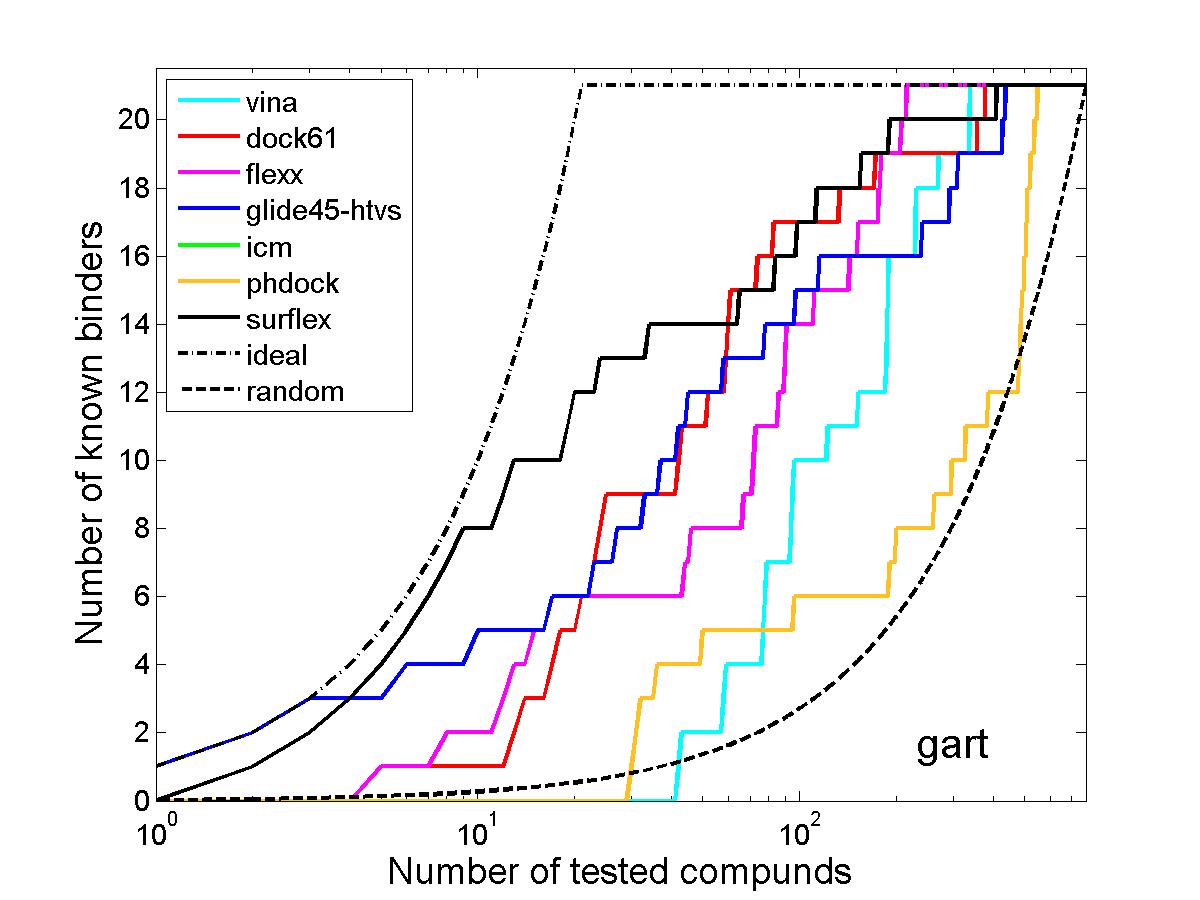 20
18
16
14
12
10
8
6
4
2
0
Number of known binders
vina
dock61
flexx
glide45-htvs
icm
phdock
surflex
ideal
random
gart
10^0
10^1
10^2
Number of tested compunds